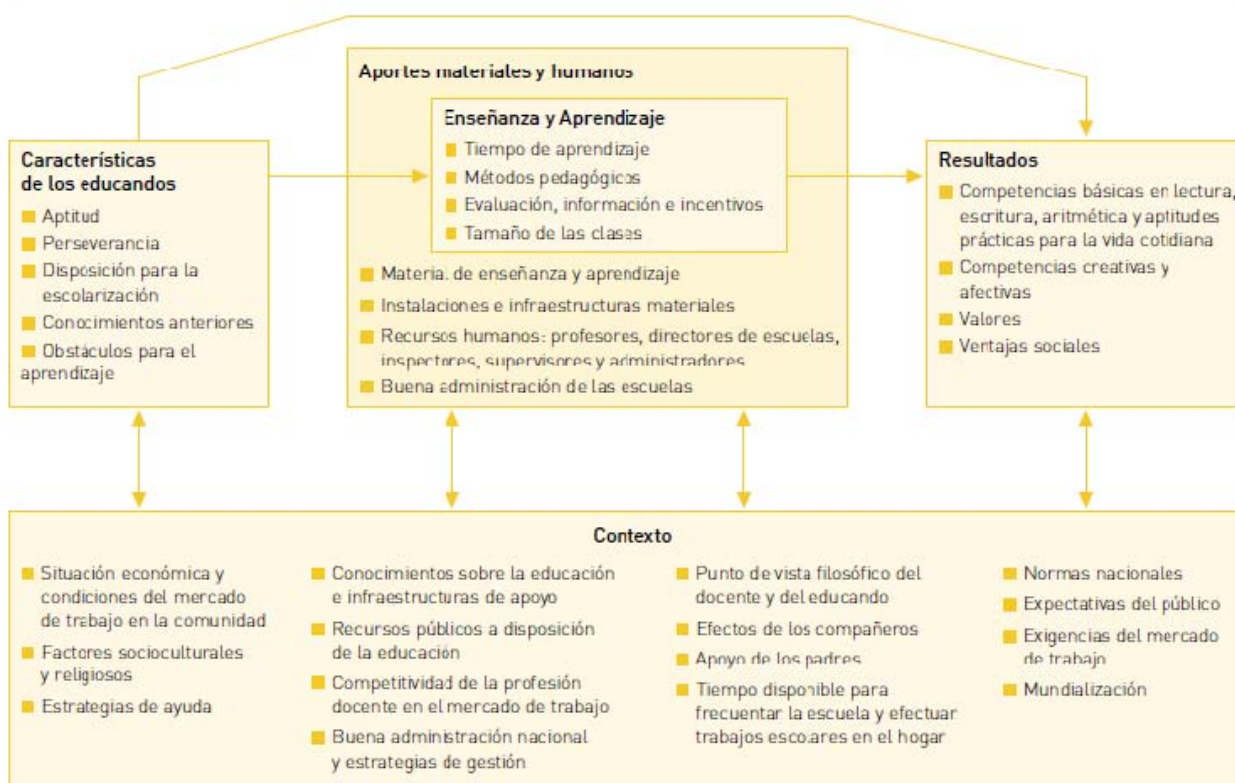 Aportes materiales y humanos
Enseñanza y Aprendizaje
Tiempo de aprendizaje
Métodos pedagógicos
Evaluación, información e incentivos
Tamaño de las clases
Características
de los educandos
Aptitud
Perseverancia
Disposición para la
escolarización
Conocimientos anteriores
Obstáculos para el
aprendizaje
Material de enseñanza y aprendizaje
Instalaciones e infraestructuras materiales
Recursos humanos: profesores, directores de escuelas,
inspectores, supervisores y administradores
Buena administración de las escuelas
Resultados
Competencias básicas en lectura,
escritura, aritmética y aptitudes
prácticas para la vida cotidiana
Competencias creativas y
afectivas
Valores
Ventajas sociales
Contexto
Situación económica y
condiciones del mercado
de trabajo en la comunidad
Factores socioculturales
y religiosos
Estrategias de ayuda
Conocimientos sobre la educación
e infraestructuras de apoyo
Recursos públicos a disposición
de la educación
Competitividad de la profesión
docente en el mercado de trabajo
Buena administración nacional
y estrategias de gestión
Punto de vista filosófico del
docente y del educando
Efectos de los compañeros
Apoyo de los padres
Tiempo disponible para
frecuentar la escuela y efectuar
trabajos escolares en el hogar
Normas nacionales
Expectativas del público
Exigencias del mercado
de trabajo
Mundialización